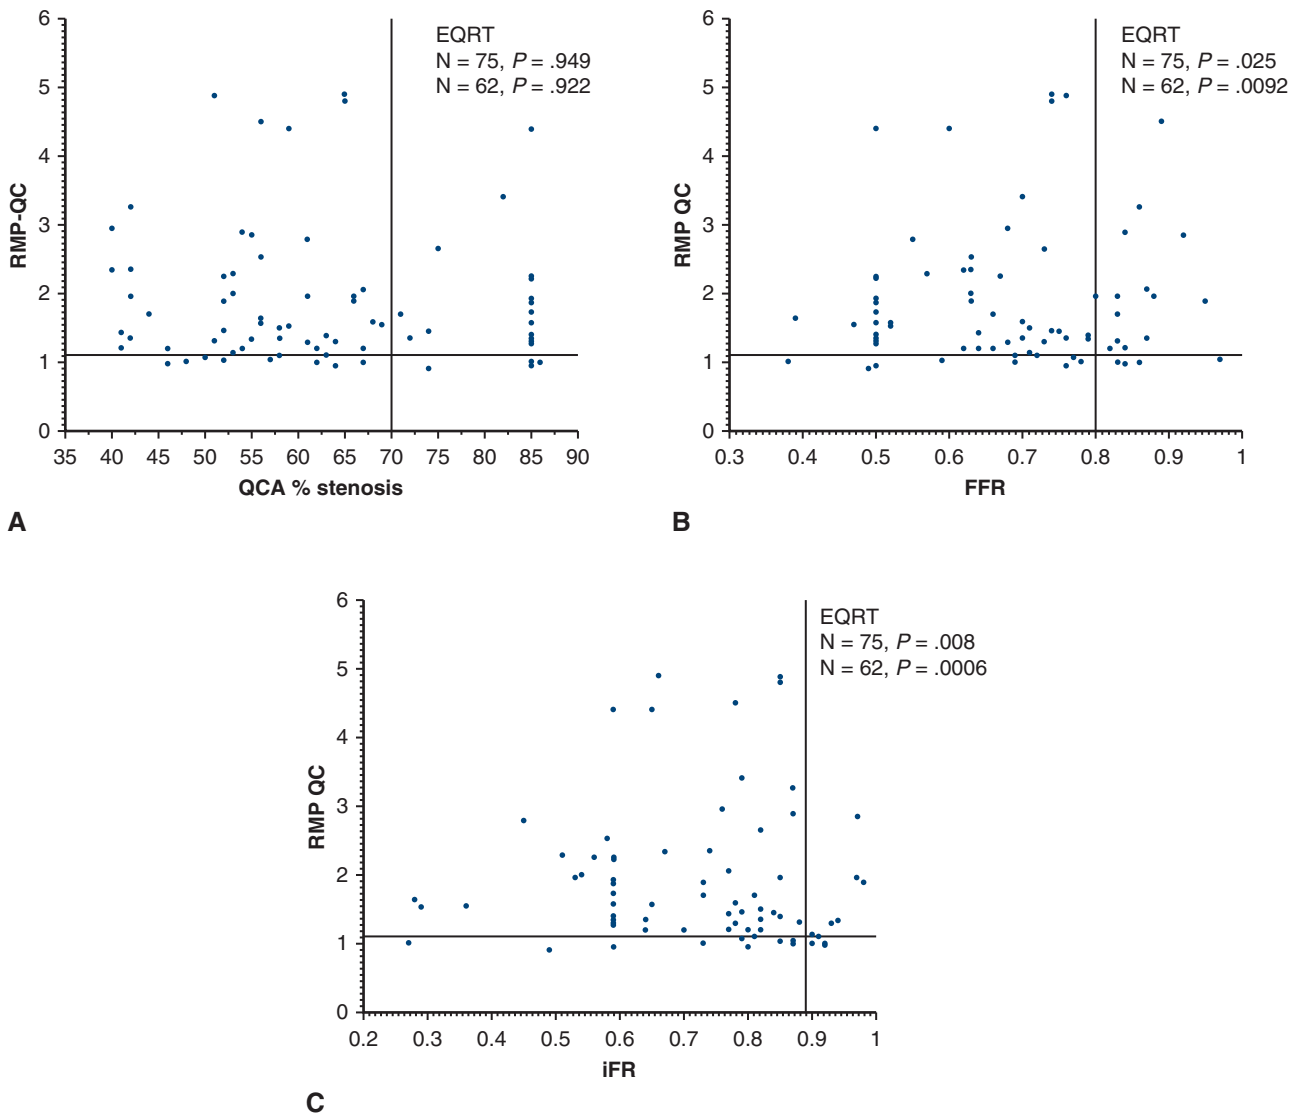 6
5
4
3
2
1
0
RMP-QC
EQRT
N = 75, P = .949
N = 62, P = .922
35 40 45 50 55 60 65 70 75 80 85 90
QCA % stenosis
A
6
5
4
3
2
1
0
RMP QC
EQRT
N = 75, P = .025
N = 62, P = .0092
0.3 0.4 0.5 0.6 0.7 0.8 0.9 1
FFR
B
6
5
4
3
2
1
0
RMP QC
EQRT
N = 75, P = .008
N = 62, P = .0006
0.2 0.3 0.4 0.5 0.6 0.7 0.8 0.9 1
iFR
C